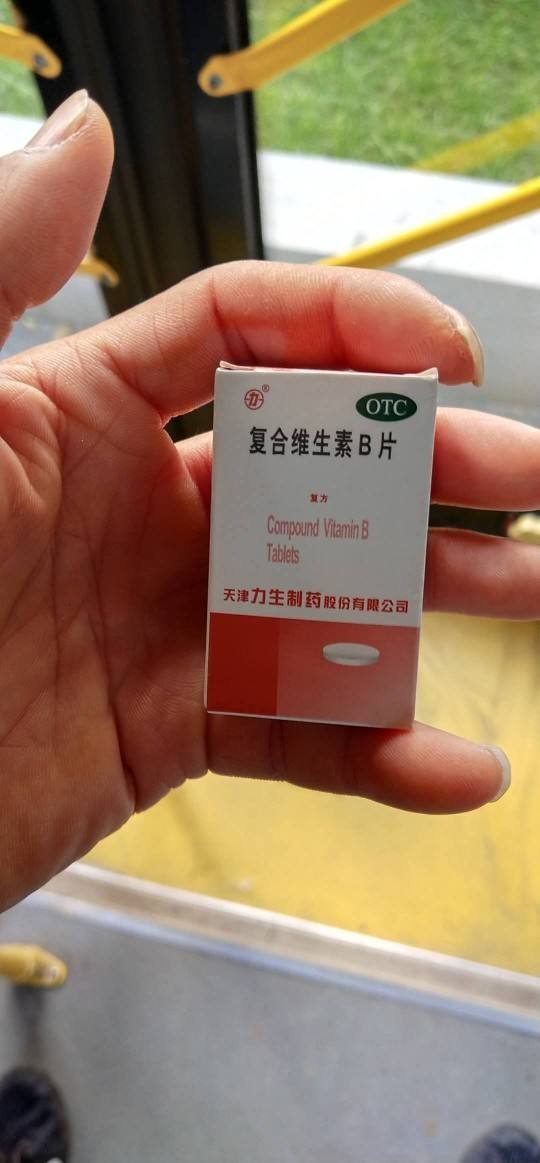 力®
OTC
复合维生素B片
复方
Compound Vitamin B
Tablets
天津力生制药股份有限公司